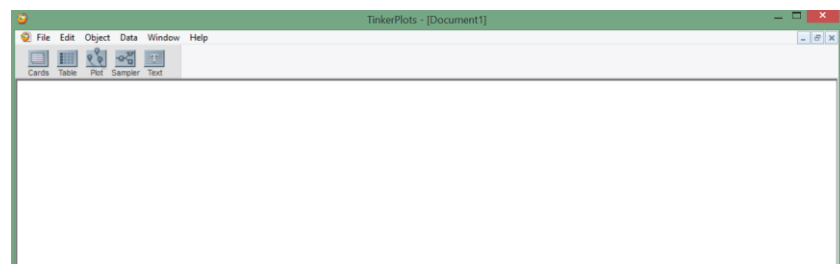 TinkerPlots - [Document1]
File Edit Object Data Window Help
Cards Table Plot Sampler Text